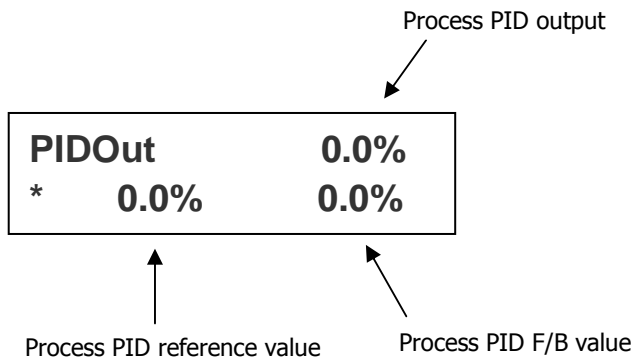 Process PID output
PIDOut 0.0%
* 0.0% 0.0%
Process PID reference value
Process PID F/B value